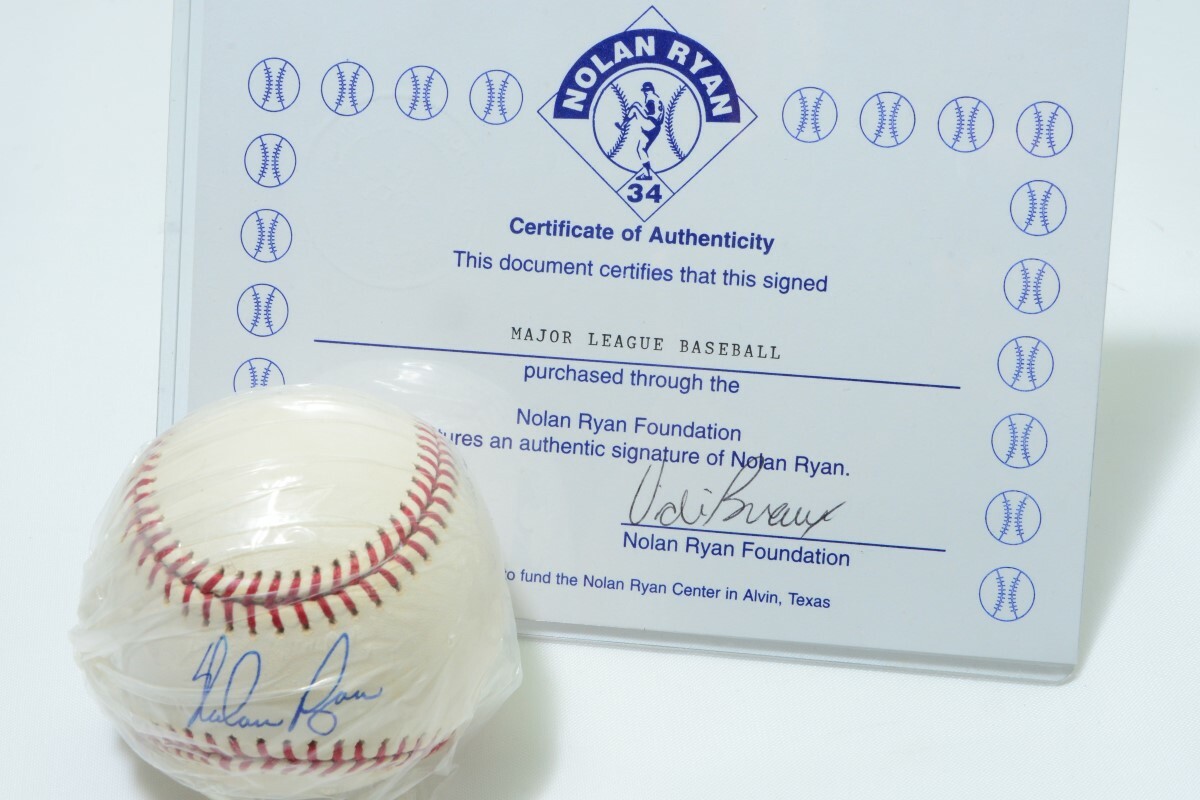 NOLAN RYAN
34
Certificate of Authenticity
This document certifies that this signed
MAJOR LEAGUE BASEBALL
purchased through the
Nolan Ryan Foundation
tures an authentic signature of Nolan Ryan.
Nolan Ryan Foundation
to fund the Nolan Ryan Center in Alvin, Texas
Nolan Ryan